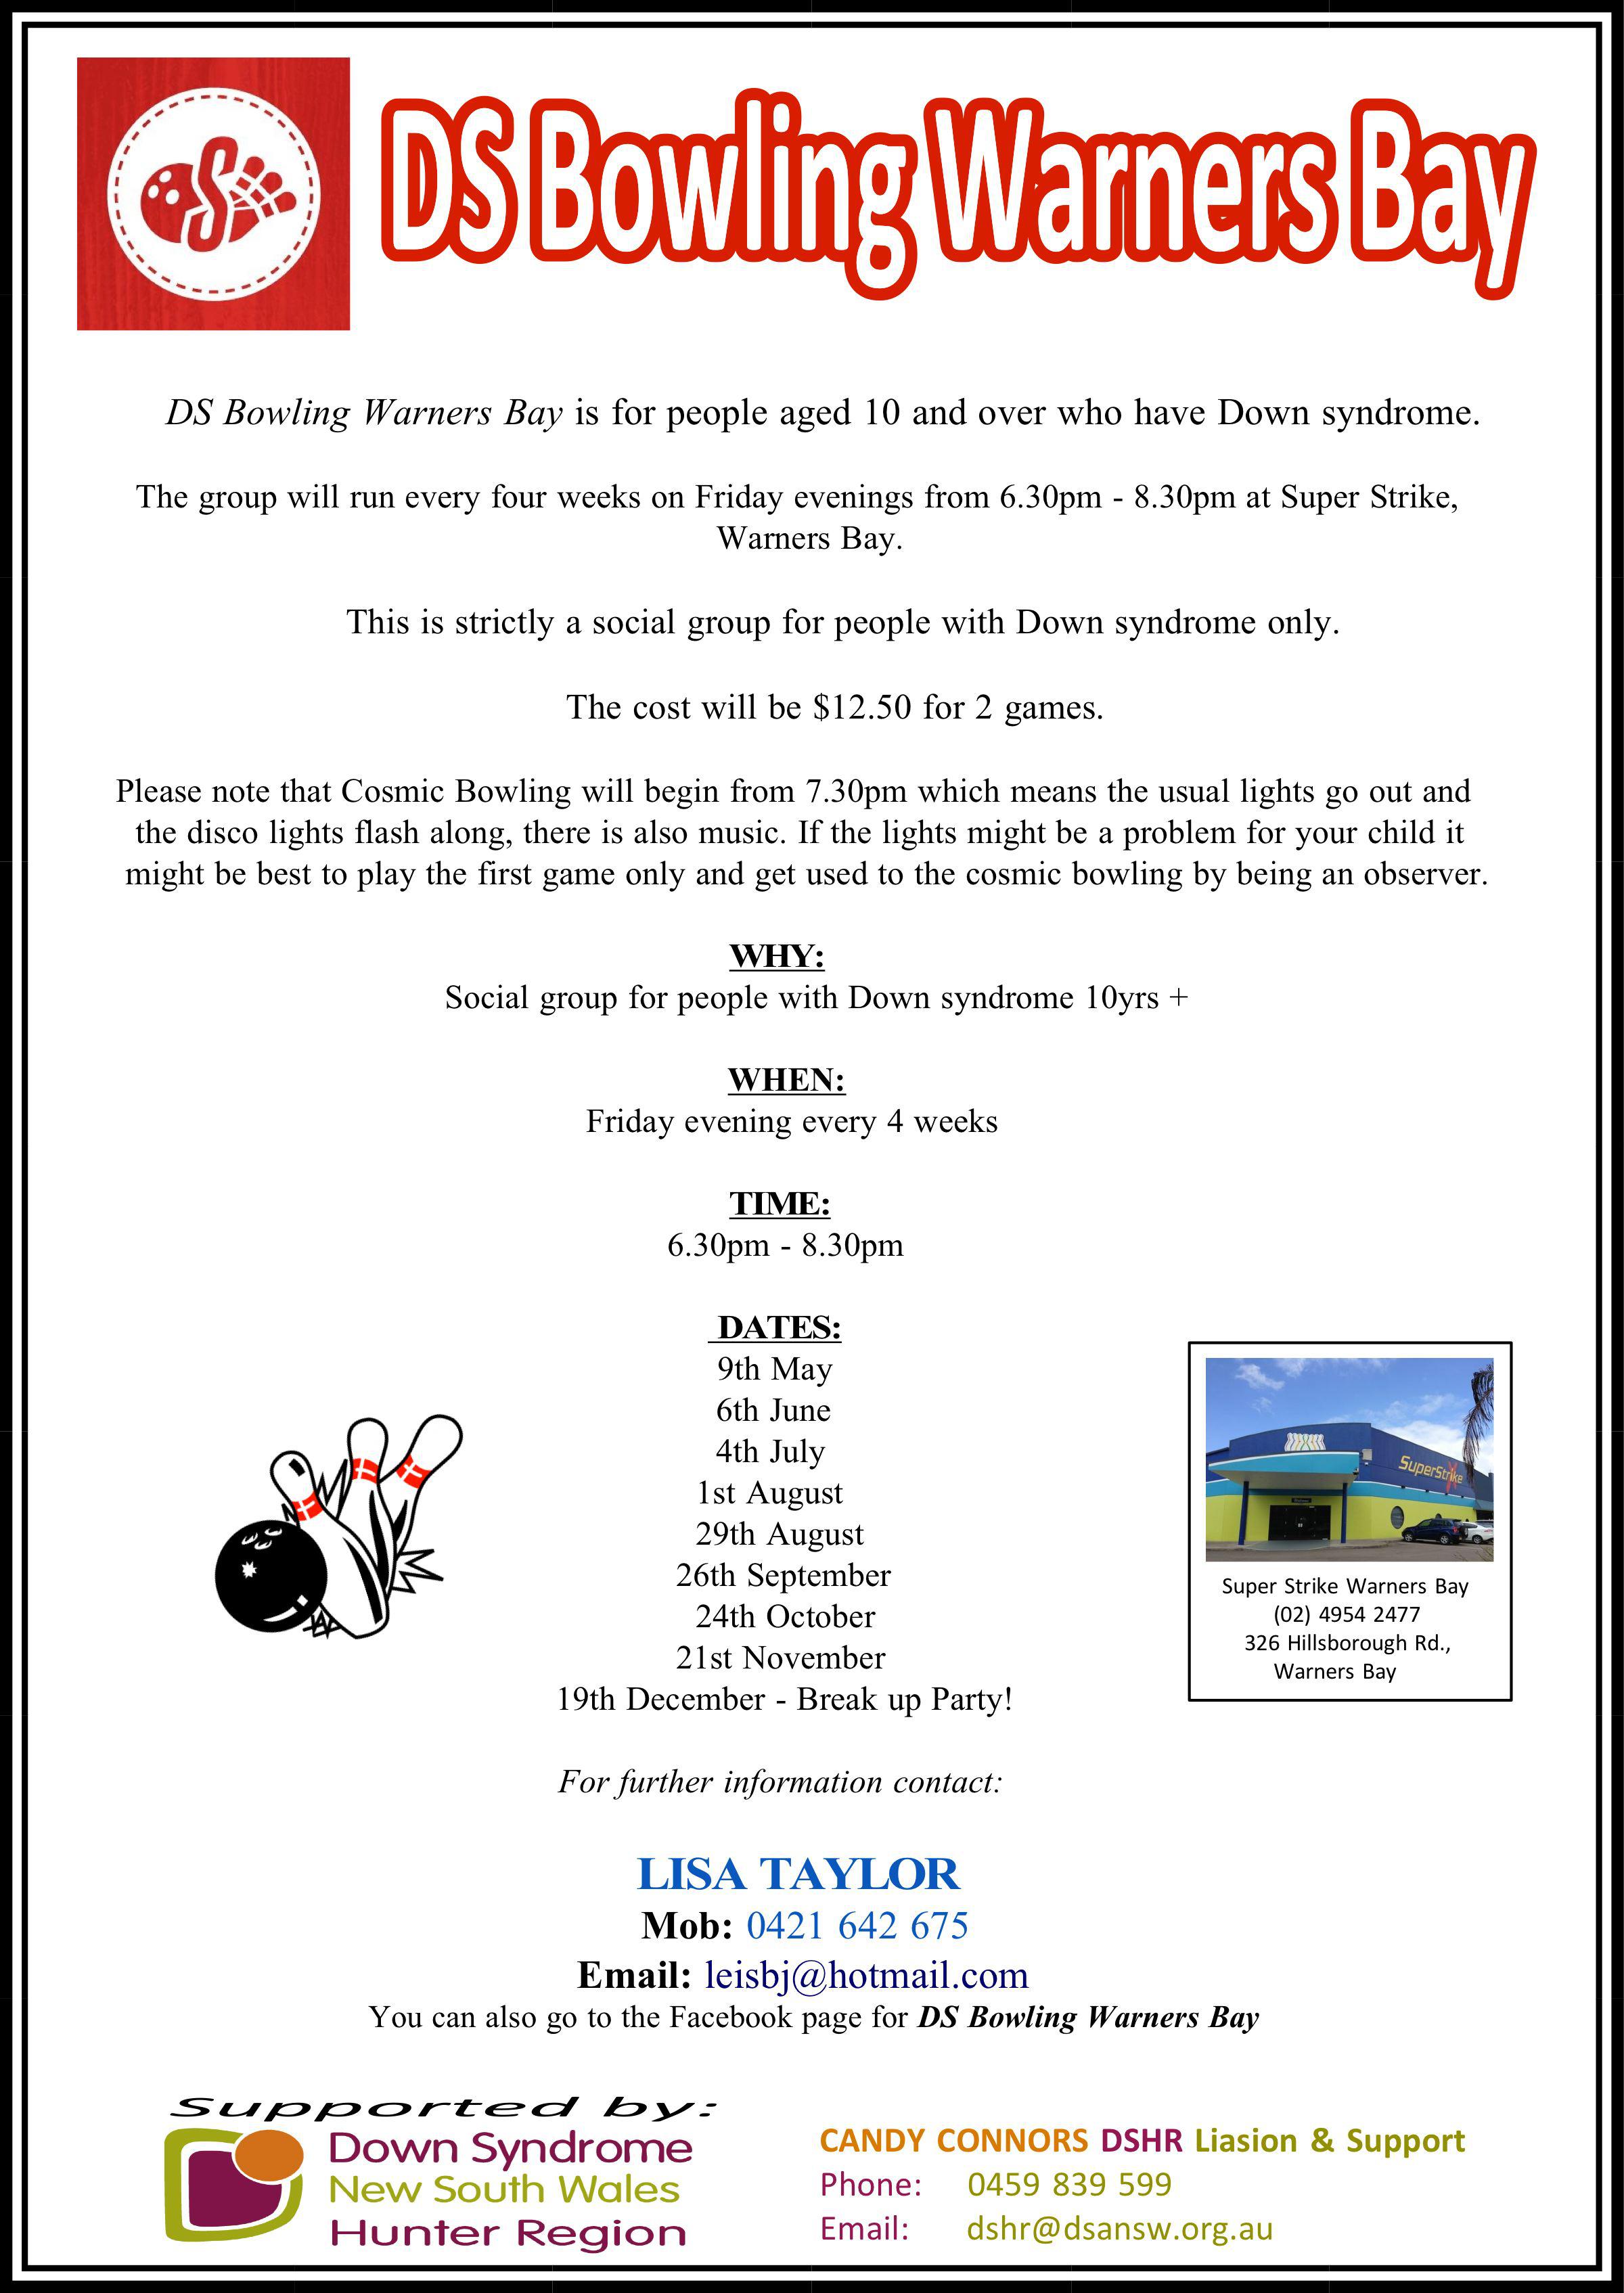 DS Bowling Warners Bay
DS Bowling Warners Bay is for people aged 10 and over who have Down syndrome.
The group will run every four weeks on Friday evenings from 6.30pm - 8.30pm at Super Strike,
Warners Bay.
This is strictly a social group for people with Down syndrome only.
The cost will be $12.50 for 2 games.
Please note that Cosmic Bowling will begin from 7.30pm which means the usual lights go out and
the disco lights flash along, there is also music. If the lights might be a problem for your child it
might be best to play the first game only and get used to the cosmic bowling by being an observer.
WHY:
Social group for people with Down syndrome 10yrs +
WHEN:
Friday evening every 4 weeks
TIME:
6.30pm - 8.30pm
DATES:
9th May
6th June
4th July
1st August
29th August
26th September
24th October
21st November
19th December - Break up Party!
SuperStrike
Super Strike Warners Bay
(02) 4954 2477
326 Hillsborough Rd.,
Warners Bay
For further information contact:
LISA TAYLOR
Mob: 0421 642 675
Email: leisbj@hotmail.com
You can also go to the Facebook page for DS Bowling Warners Bay
Supported by:
Down Syndrome
New South Wales
Hunter Region
CANDY CONNORS DSHR Liasion & Support
Phone: 0459 839 599
Email: dshr@dsansw.org.au